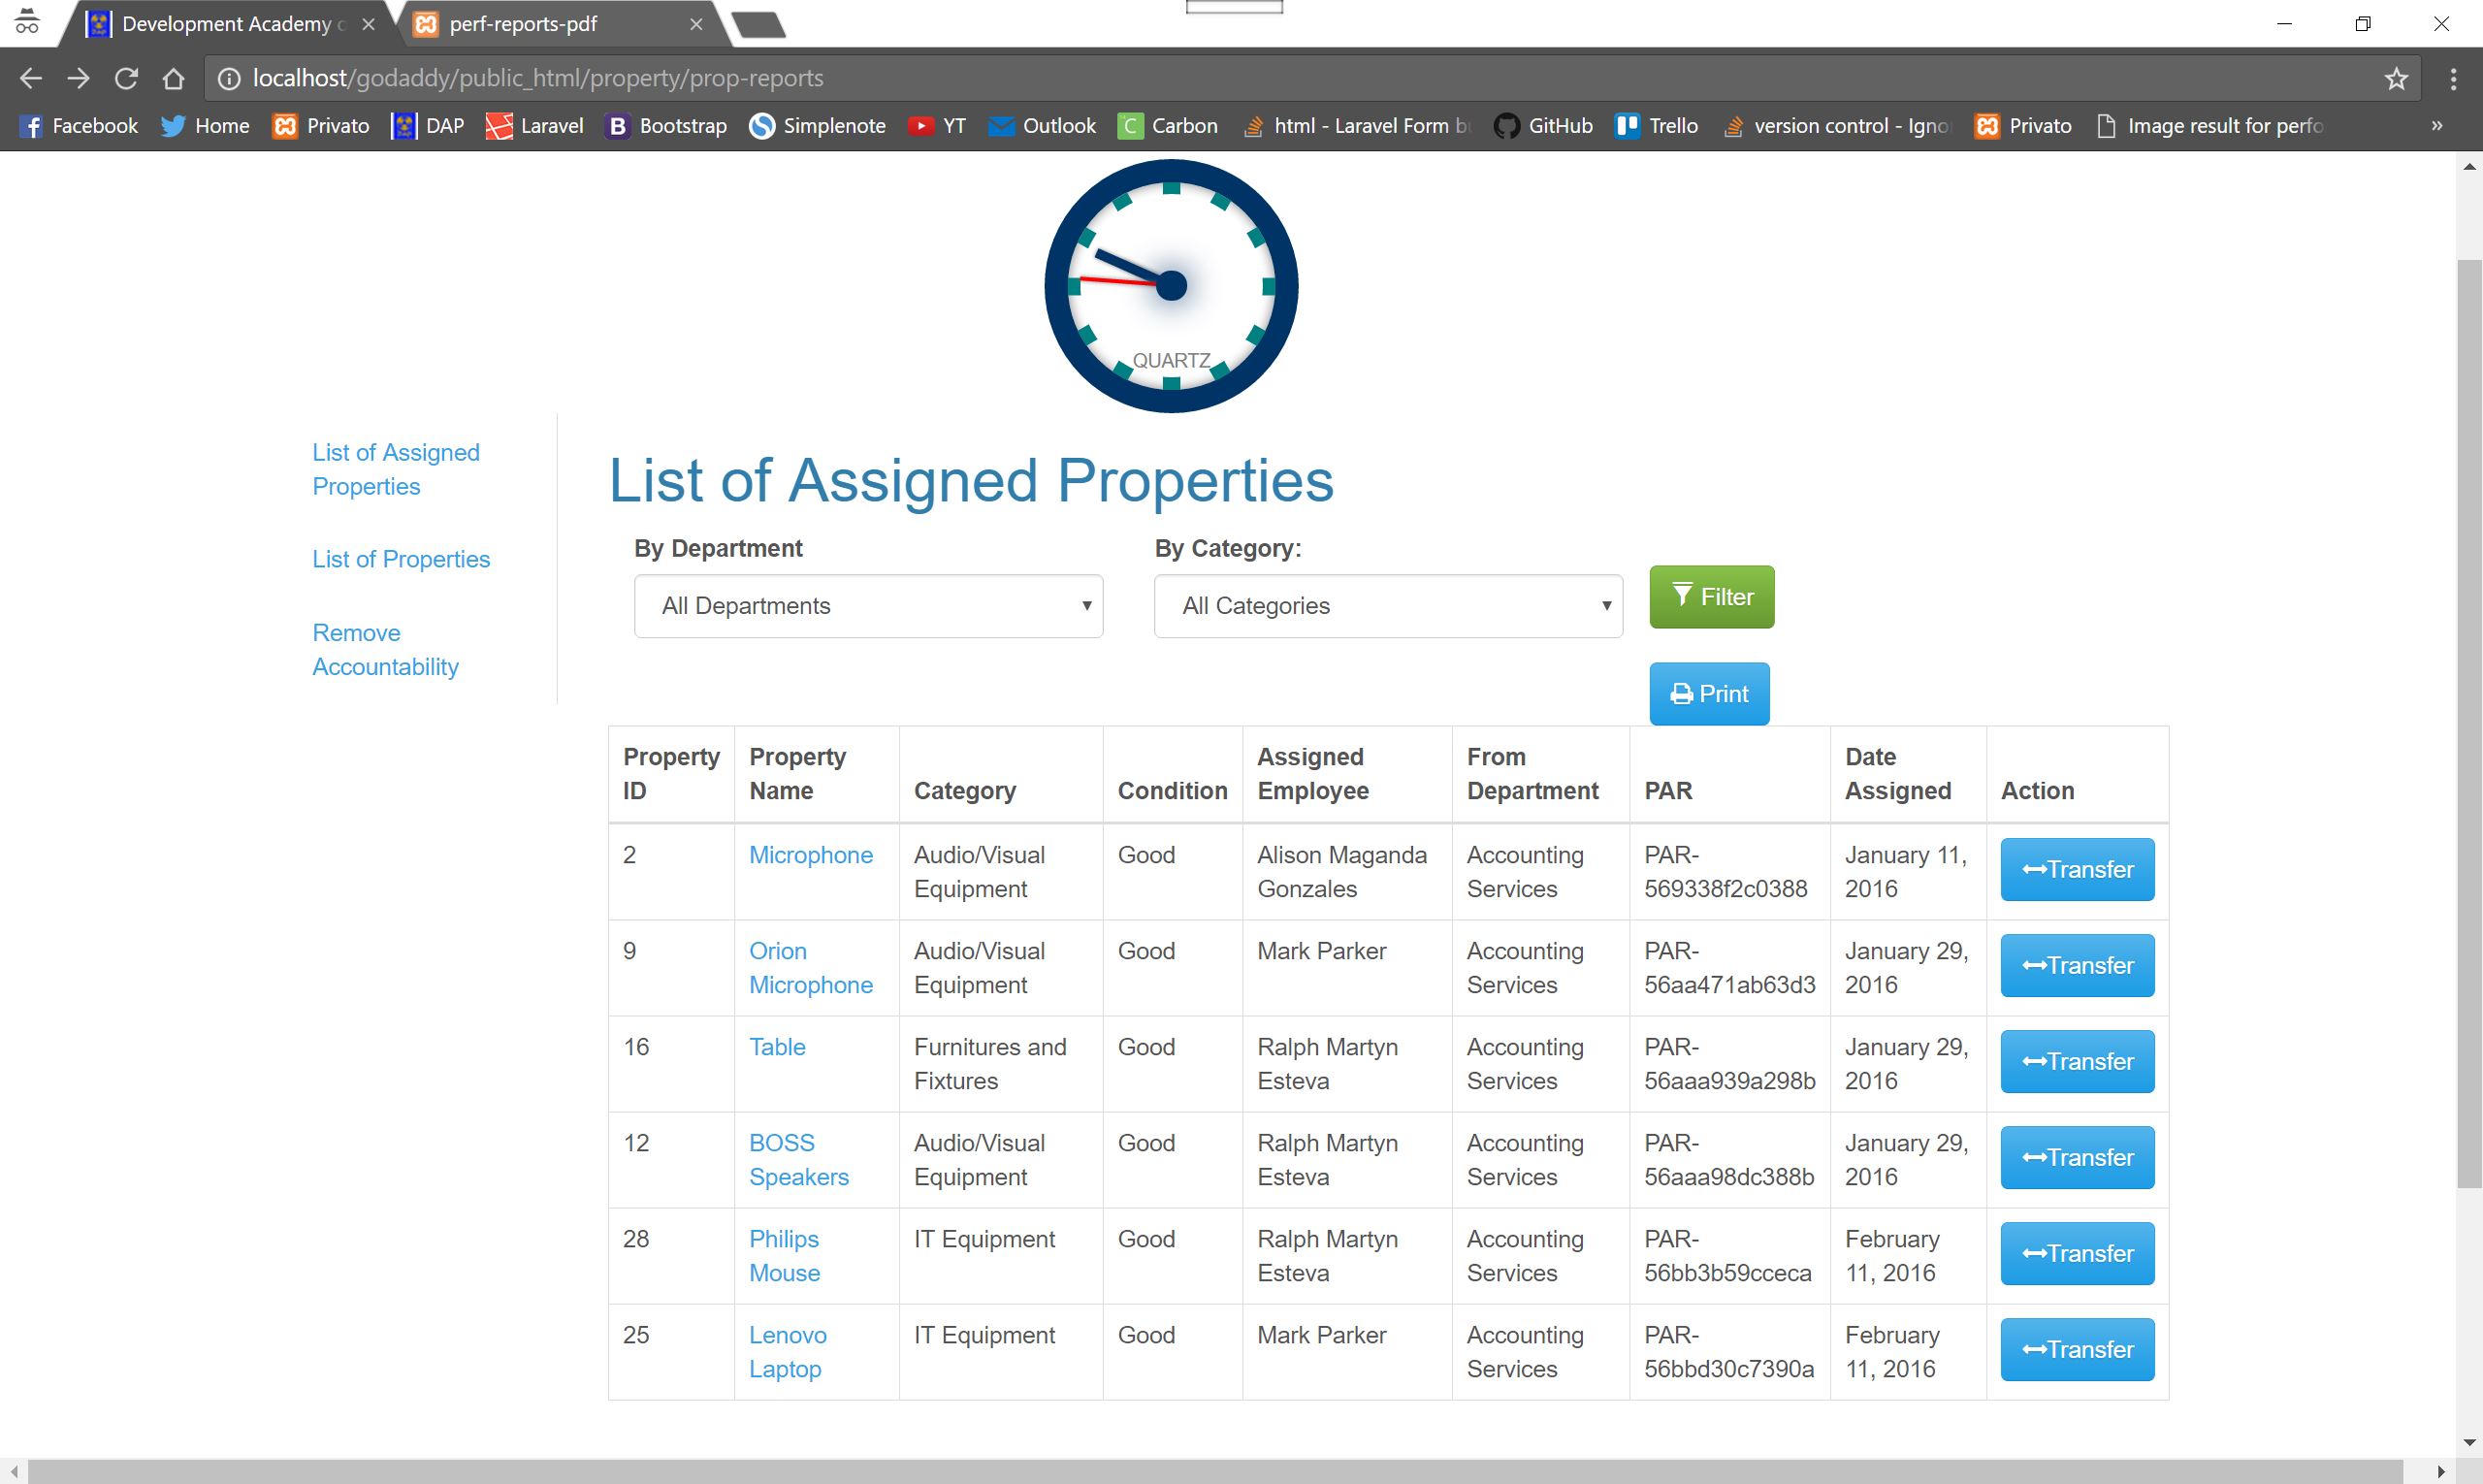 Development Academy
perf-reports-pdf
localhost/godaddy/public_html/property/prop-reports
Facebook Home Privato DAP Laravel Bootstrap Simplenote YT Outlook Carbon html - Laravel Form GitHub Trello version control - Privato Image result for
QUARTZ
List of Assigned
Properties
List of Properties
Remove
Accountability
List of Assigned Properties
By Department
By Category:
All Departments
All Categories
Filter
Print
Property ID Property Name Category Condition Assigned Employee From Department PAR Date Assigned Action
2 Microphone Audio/Visual Equipment Good Alison Maganda Gonzales Accounting Services PAR-569338f2c0388 January 11, 2016 Transfer
9 Orion Microphone Audio/Visual Equipment Good Mark Parker Accounting Services PAR-56aa471ab63d3 January 29, 2016 Transfer
16 Table Furnitures and Fixtures Good Ralph Martyn Esteva Accounting Services PAR-56aaa939a298b January 29, 2016 Transfer
12 BOSS Speakers Audio/Visual Equipment Good Ralph Martyn Esteva Accounting Services PAR-56aaa98dc388b January 29, 2016 Transfer
28 Philips Mouse IT Equipment Good Ralph Martyn Esteva Accounting Services PAR-56bb3b59cceca February 11, 2016 Transfer
25 Lenovo Laptop IT Equipment Good Mark Parker Accounting Services PAR-56bbd30c7390a February 11, 2016 Transfer